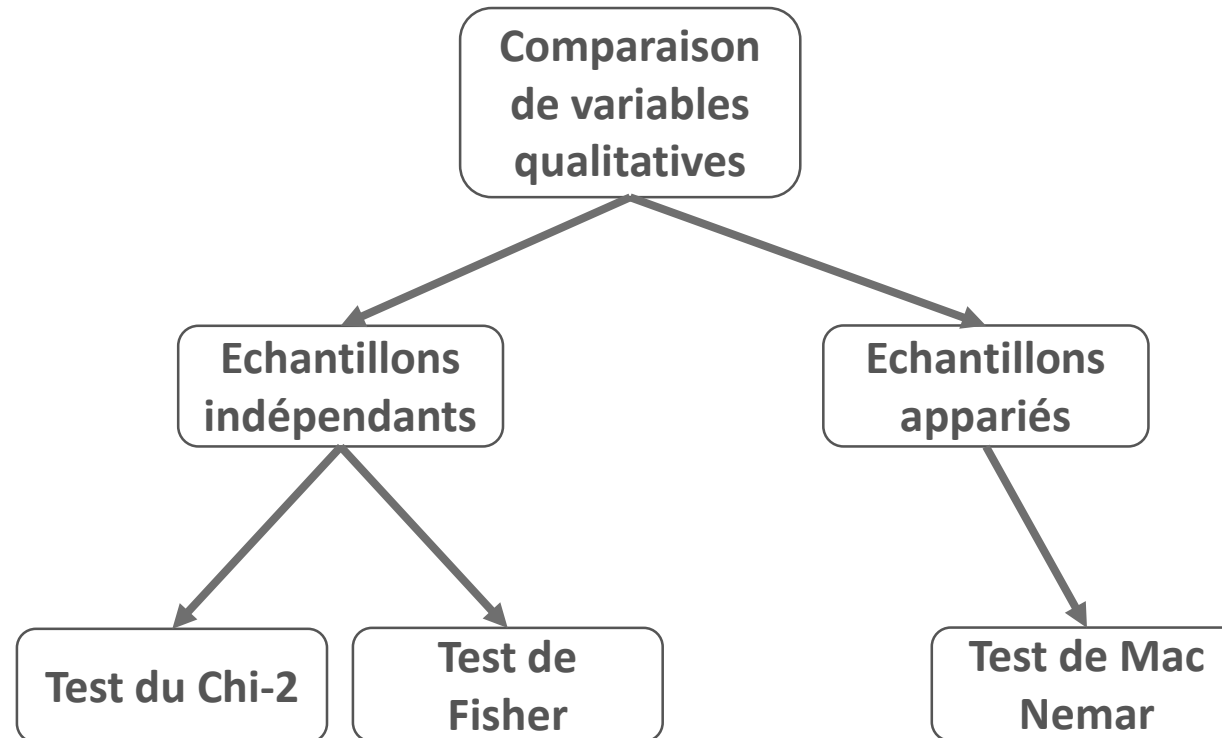 Comparaison
de variables
qualitatives
Echantillons
indépendants
Echantillons
appariés
Test du Chi-2
Test de
Fisher
Test de Mac
Nemar